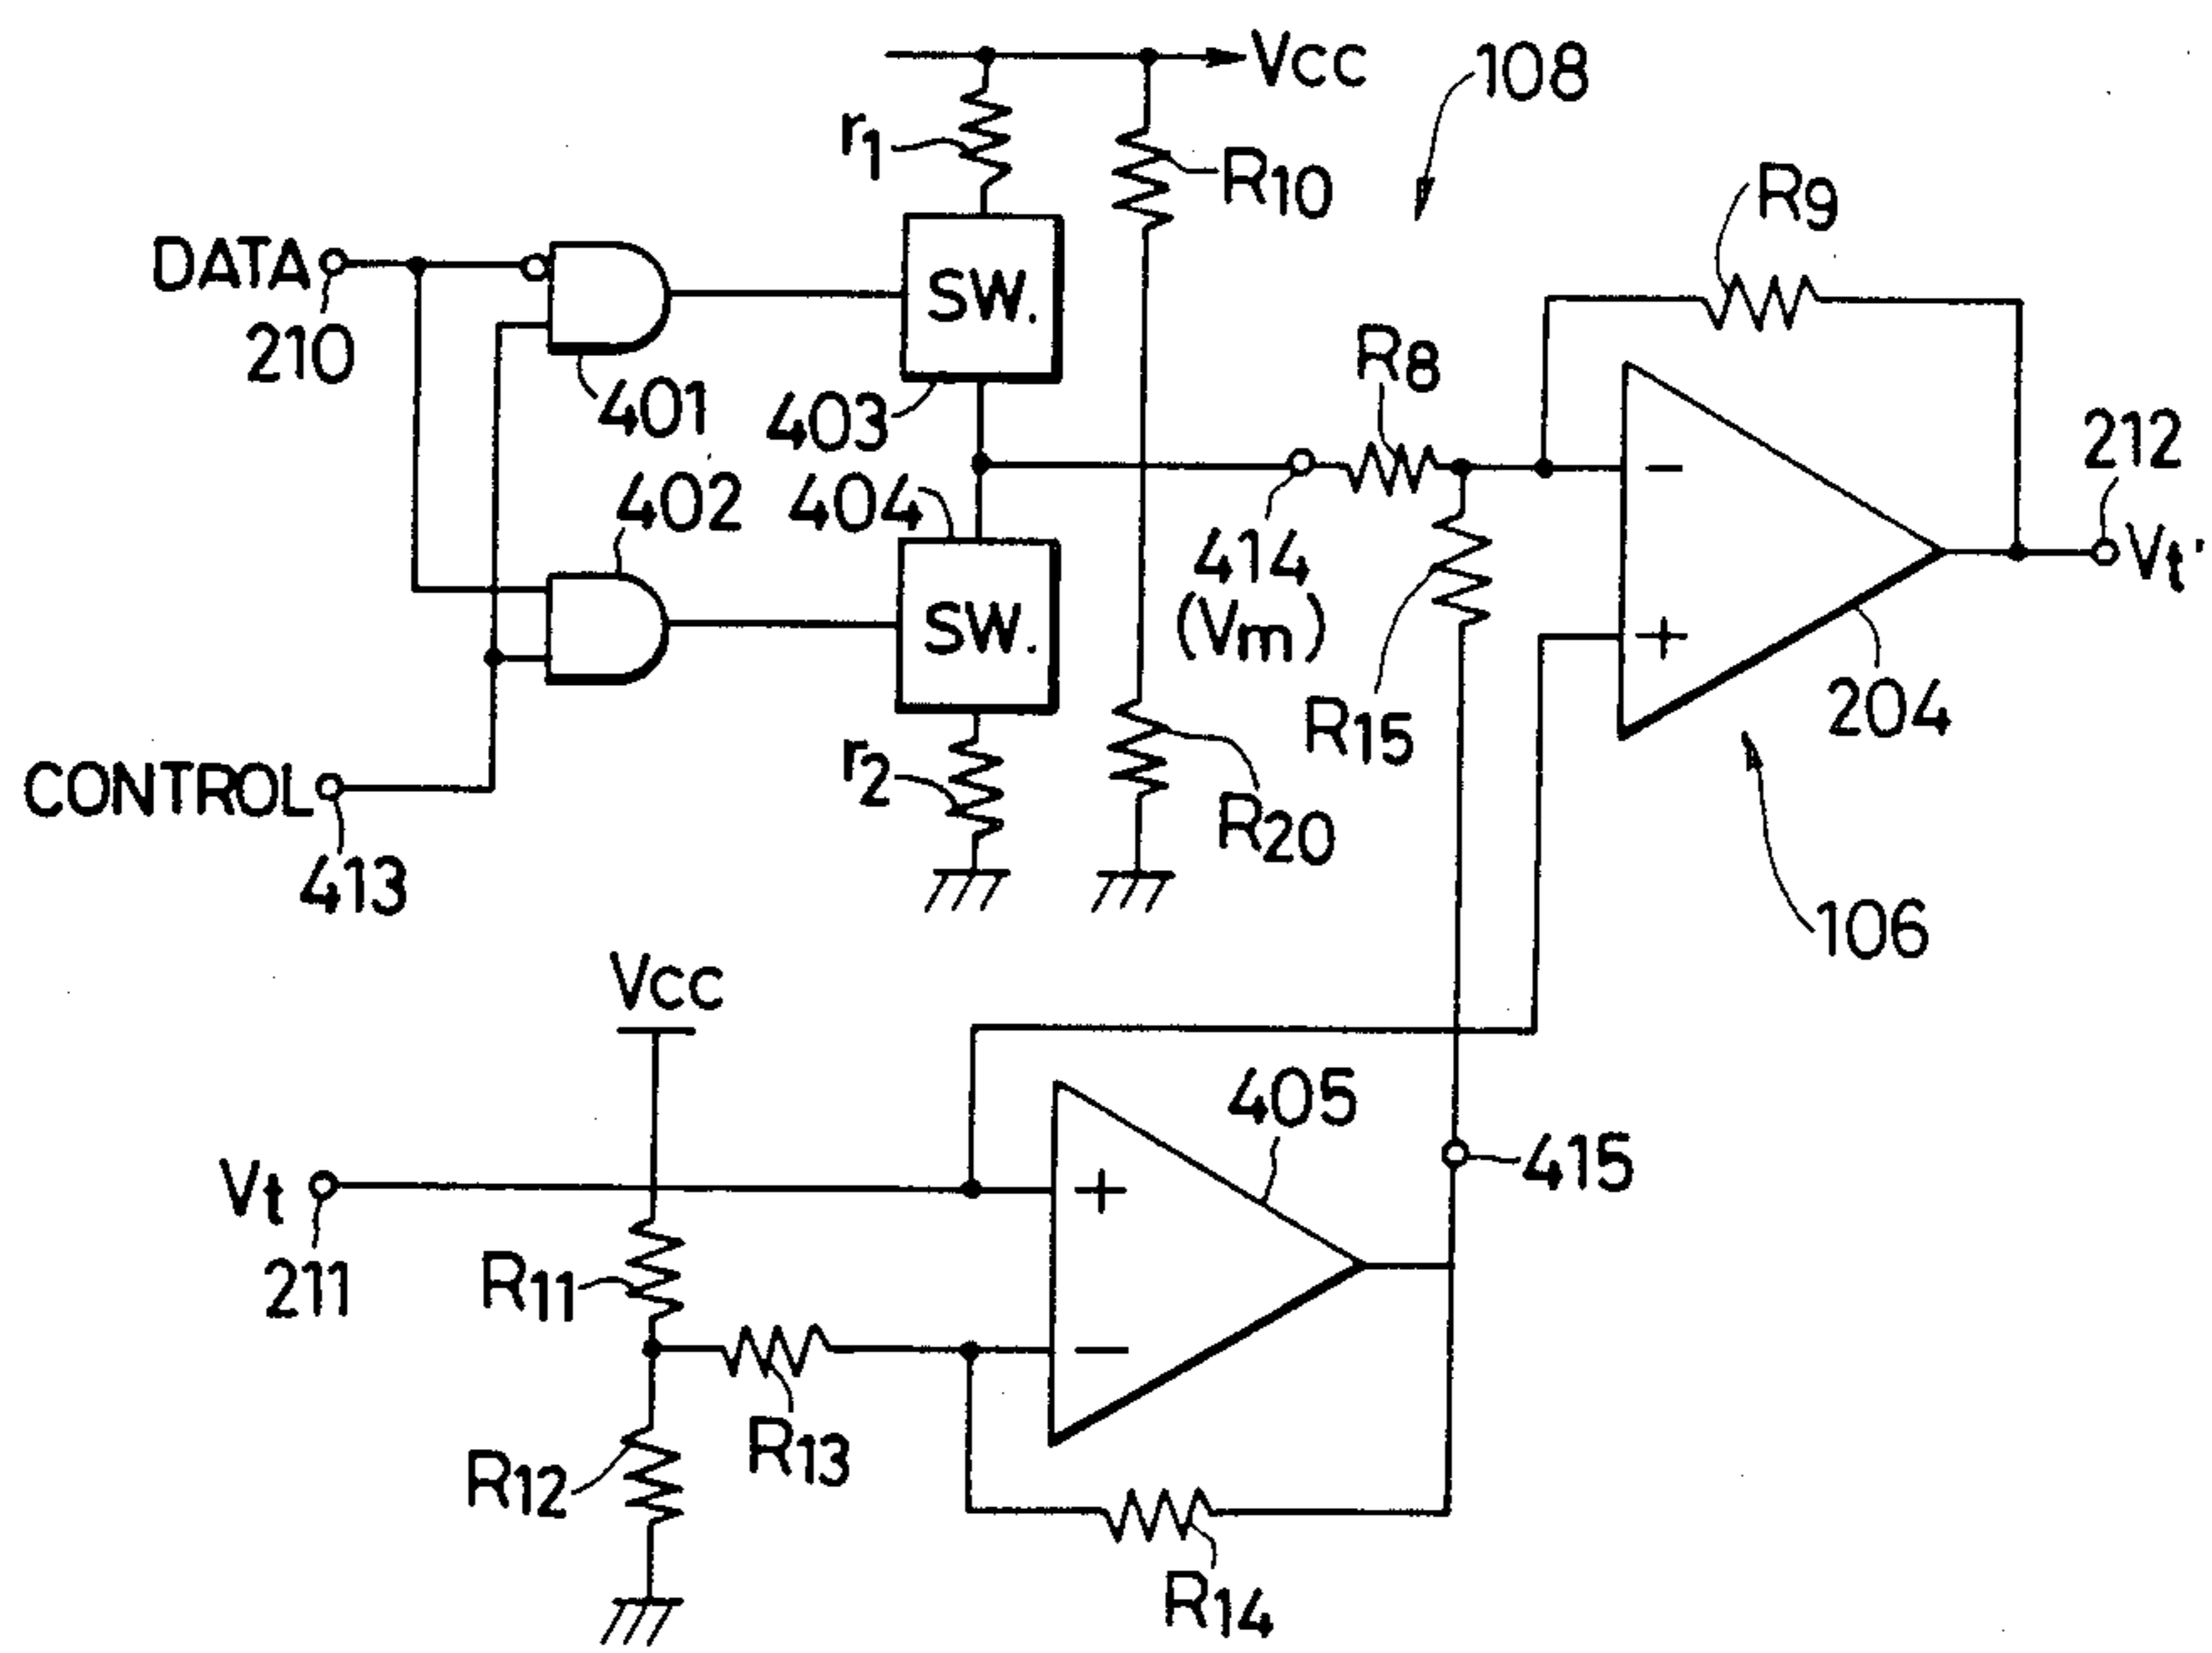 Vcc
108
r1
R10
R9
DATA
SW.
210
R8
401
403
212
402
404
414
(Vm)
Vt'
SW.
R15
204
r2
CONTROL
R20
413
106
Vcc
405
Vt
415
211
R11
R13
R12
R14
−
+
+
−